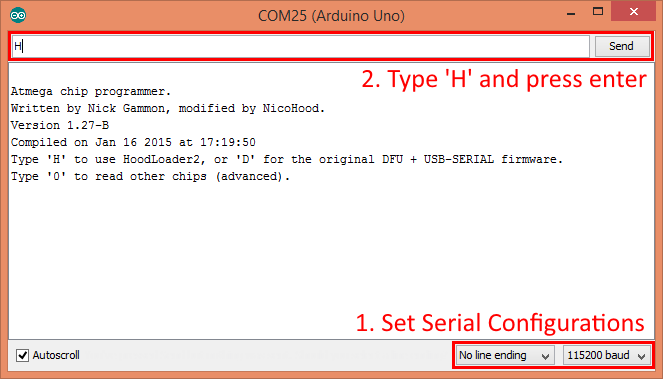 COM25 (Arduino Uno)
H
Send
2. Type 'H' and press enter
Atmega chip programmer.
Written by Nick Gammon, modified by NicoHood.
Version 1.27-B
Compiled on Jan 16 2015 at 17:19:50
Type 'H' to use HoodLoader2, or 'D' for the original DFU + USB-SERIAL firmware.
Type '0' to read other chips (advanced).
1. Set Serial Configurations
Autoscroll
No line ending
115200 baud